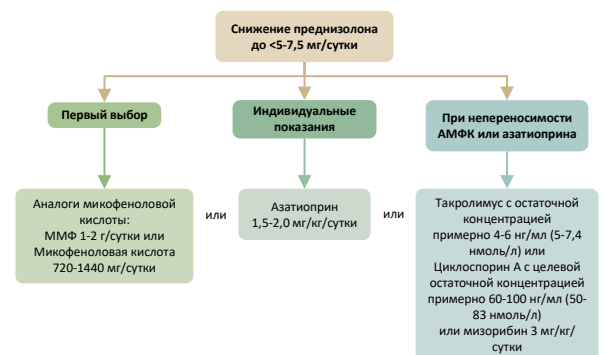 Снижение преднизолона
до <5-7,5 мг/сутки
Первый выбор
Индивидуальные
показания
При непереносимости
АМФК или азатиоприна
Аналоги микофеноловой
кислоты:
ММФ 1-2 г/сутки или
Микофеноловая кислота
720-1440 мг/сутки
или
Азатиоприн
1,5-2,0 мг/кг/сутки
или
Такролимус с остаточной
концентрацией
примерно 4-6 нг/мл (5-7,4
нмоль/л) или
Циклоспорин А с целевой
остаточной концентрацией
примерно 60-100 нг/мл (50-
83 нмоль/л)
или мизорибин 3 мг/кг/
сутки